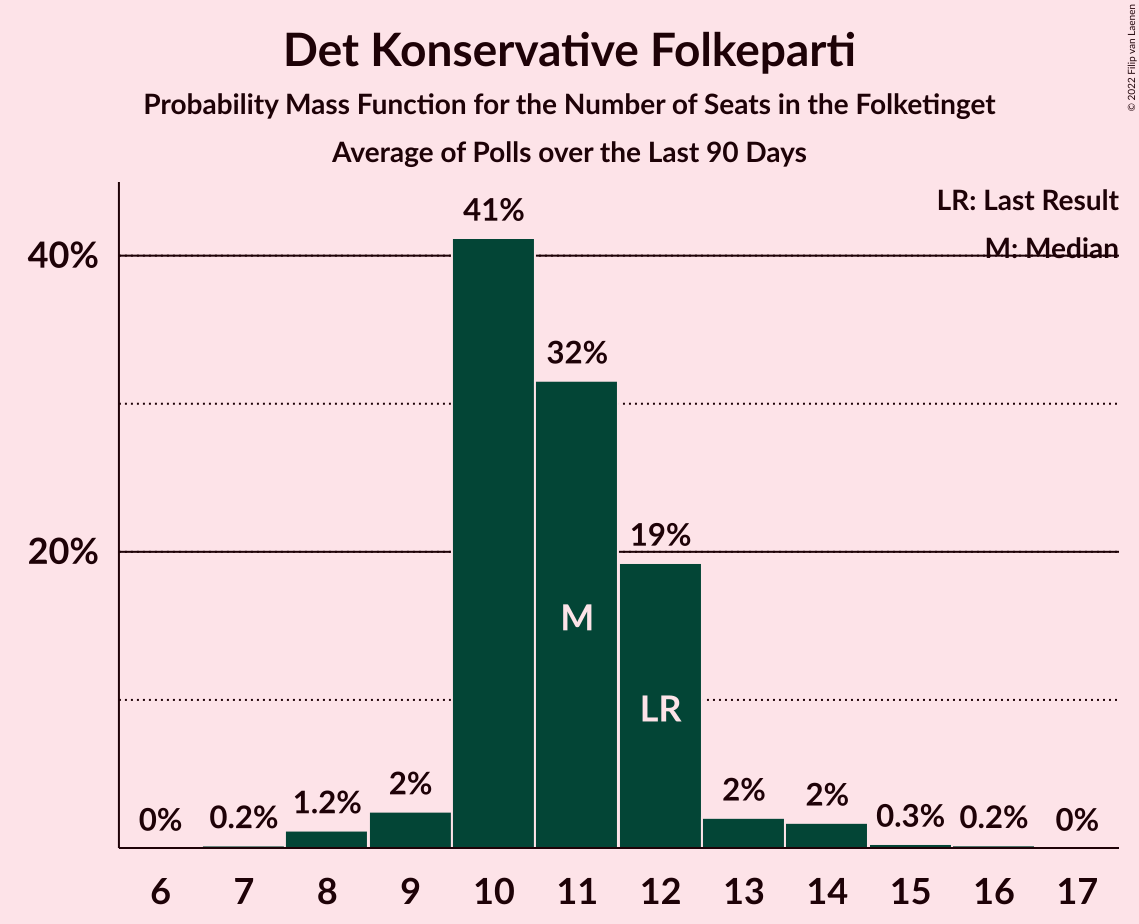 Det Konservative Folkeparti
Probability Mass Function for the Number of Seats in the Folketinget
Average of Polls over the Last 90 Days
© 2022 Filip van Laenen
LR: Last Result
M: Median
40%
20%
0%
0.2%
1.2%
2%
41%
32%
19%
2%
2%
0.3%
0.2%
0%
M
LR
6 7 8 9 10 11 12 13 14 15 16 17